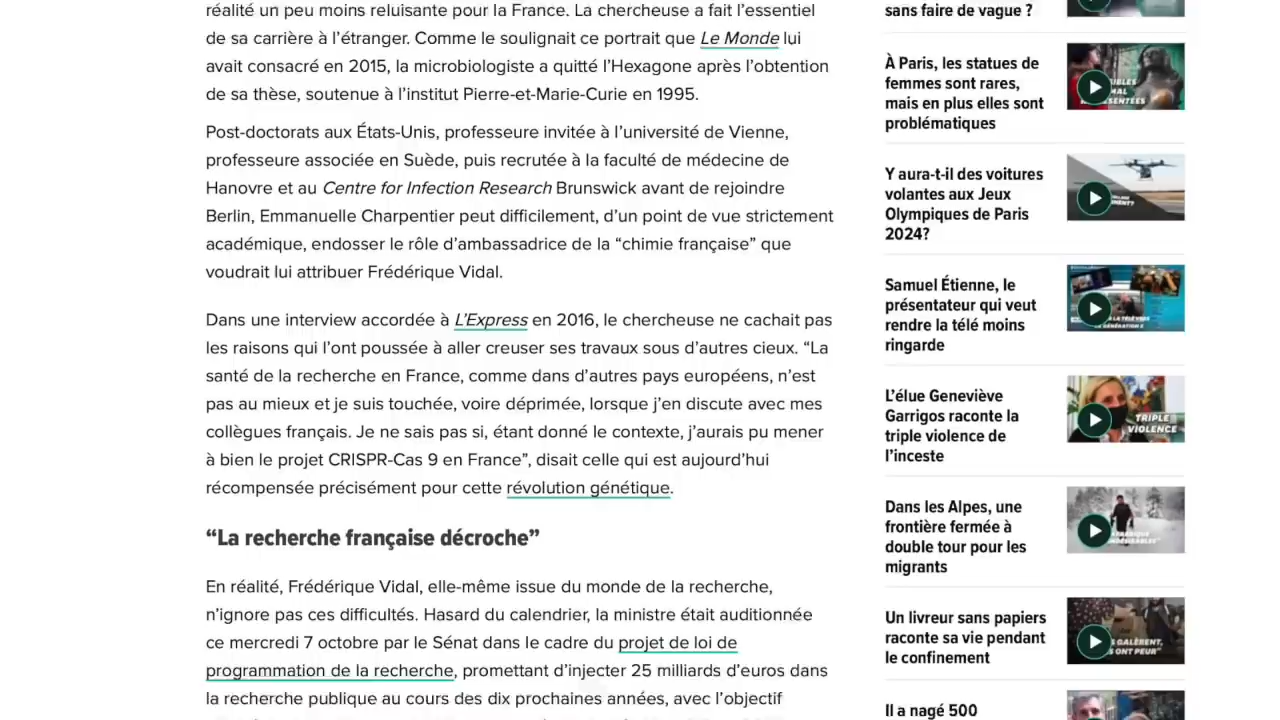 réalité un peu moins reluisante pour la France. La chercheuse a fait l’essentiel
de sa carrière à l’étranger. Comme le soulignait ce portrait que Le Monde lui
avait consacré en 2015, la microbiologiste a quitté l’Hexagone après l’obtention
de sa thèse, soutenue à l’institut Pierre-et-Marie-Curie en 1995.
Post-doctorats aux États-Unis, professeure invitée à l’université de Vienne,
professeure associée en Suède, puis recrutée à la faculté de médecine de
Hanovre et au Centre for Infection Research Brunswick avant de rejoindre
Berlin, Emmanuelle Charpentier peut difficilement, d’un point de vue strictement
académique, endosser le rôle d’ambassadrice de la “chimie française” que
voudrait lui attribuer Frédérique Vidal.
Dans une interview accordée à L’Express en 2016, le chercheuse ne cachait pas
les raisons qui l’ont poussée à aller creuser ses travaux sous d’autres cieux. “La
santé de la recherche en France, comme dans d’autres pays européens, n’est
pas au mieux et je suis touchée, voire déprimée, lorsque j’en discute avec mes
collègues français. Je ne sais pas si, étant donné le contexte, j’aurais pu mener
à bien le projet CRISPR-Cas 9 en France”, disait celle qui est aujourd’hui
récompensée précisément pour cette révolution génétique.
“La recherche française décroche”
En réalité, Frédérique Vidal, elle-même issue du monde de la recherche,
n’ignore pas ces difficultés. Hasard du calendrier, la ministre était auditionnée
ce mercredi 7 octobre par le Sénat dans le cadre du projet de loi de
programmation de la recherche, promettant d’injecter 25 milliards d’euros dans
la recherche publique au cours des dix prochaines années, avec l’objectif
sans faire de vague ?
À Paris, les statues de
femmes sont rares,
mais en plus elles sont
problématiques
Y aura-t-il des voitures
volantes aux Jeux
Olympiques de Paris
2024?
Samuel Étienne, le
présentateur qui veut
rendre la télé moins
ringarde
L’élue Geneviève
Garrigos raconte la
triple violence de
l’inceste
TRIPLE
VIOLENCE
Dans les Alpes, une
frontière fermée à
double tour pour les
migrants
Un livreur sans papiers
raconte sa vie pendant
le confinement
GALÈRENT,
ONT PEUR"
Il a nagé 500